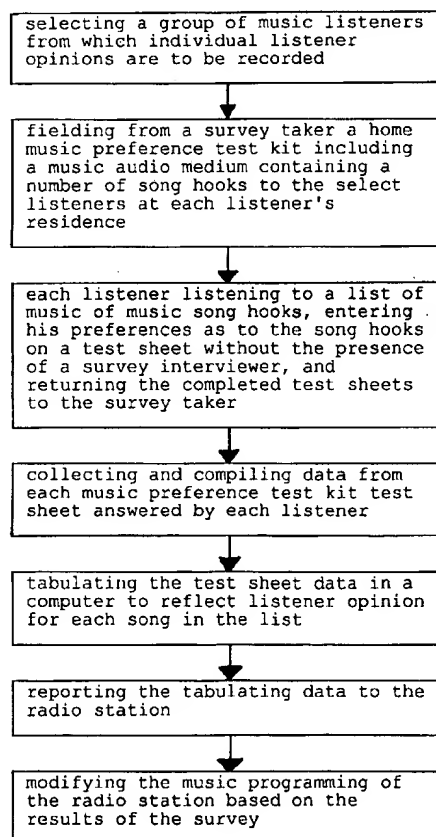 selecting a group of music listeners
from which individual listener
opinions are to be recorded
fielding from a survey taker a home
music preference test kit including
a music audio medium containing a
number of song hooks to the select
listeners at each listener's
residence
each listener listening to a list of
music of music song hooks, entering
his preferences as to the song hooks
on a test sheet without the presence
of a survey interviewer, and
returning the completed test sheets
to the survey taker
collecting and compiling data from
each music preference test kit test
sheet answered by each listener
tabulating the test sheet data in a
computer to reflect listener opinion
for each song in the list
reporting the tabulating data to the
radio station
modifying the music programming of
the radio station based on the
results of the survey